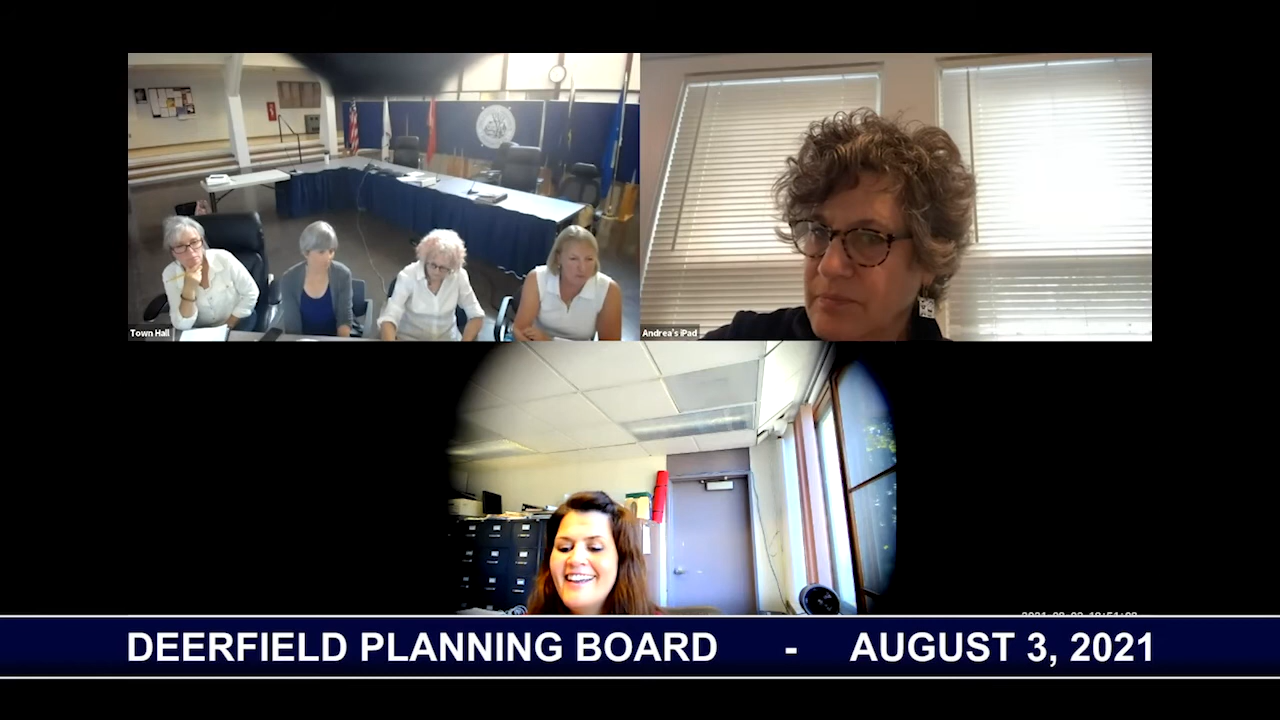 Town Hall
Andrea's iPad
DEERFIELD PLANNING BOARD - AUGUST 3, 2021